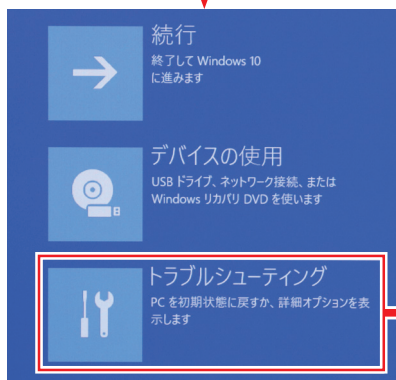 続行
終了して Windows 10
に進みます
デバイスの使用
USB ドライブ、ネットワーク接続、または
Windows リカバリ DVD を使います
トラブルシューティング
PC を初期状態に戻すか、詳細オプションを表
示します